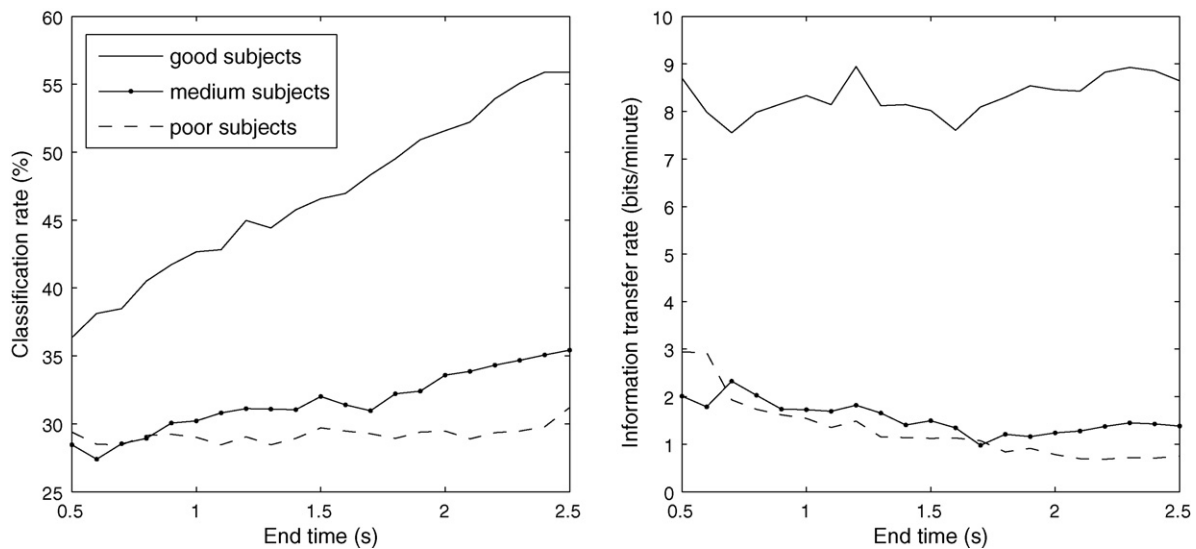 60
55
50
45
40
35
30
25
Classification rate (%)
good subjects
medium subjects
poor subjects
0.5 1 1.5 2 2.5
End time (s)
10
9
8
7
6
5
4
3
2
1
0
Information transfer rate (bits/minute)
0.5 1 1.5 2 2.5
End time (s)